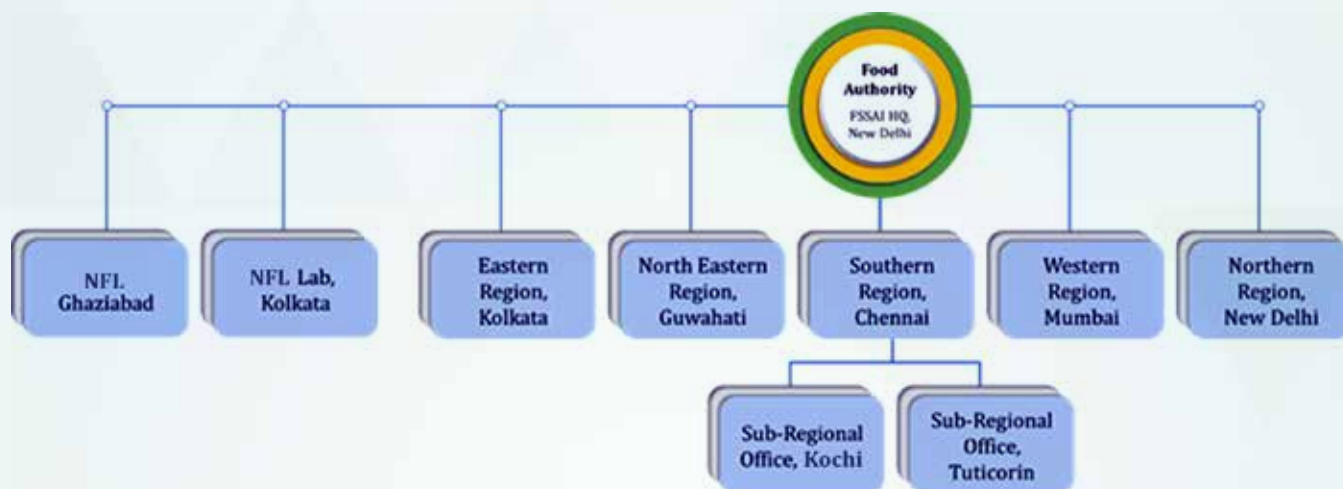 Food
Authority
FSSAI HQ,
New Delhi
NFL
Ghaziabad
NFL Lab,
Kolkata
Eastern
Region,
Kolkata
North Eastern
Region,
Guwahati
Southern
Region,
Chennai
Western
Region,
Mumbai
Northern
Region,
New Delhi
Sub-Regional
Office, Kochi
Sub-Regional
Office,
Tuticorin